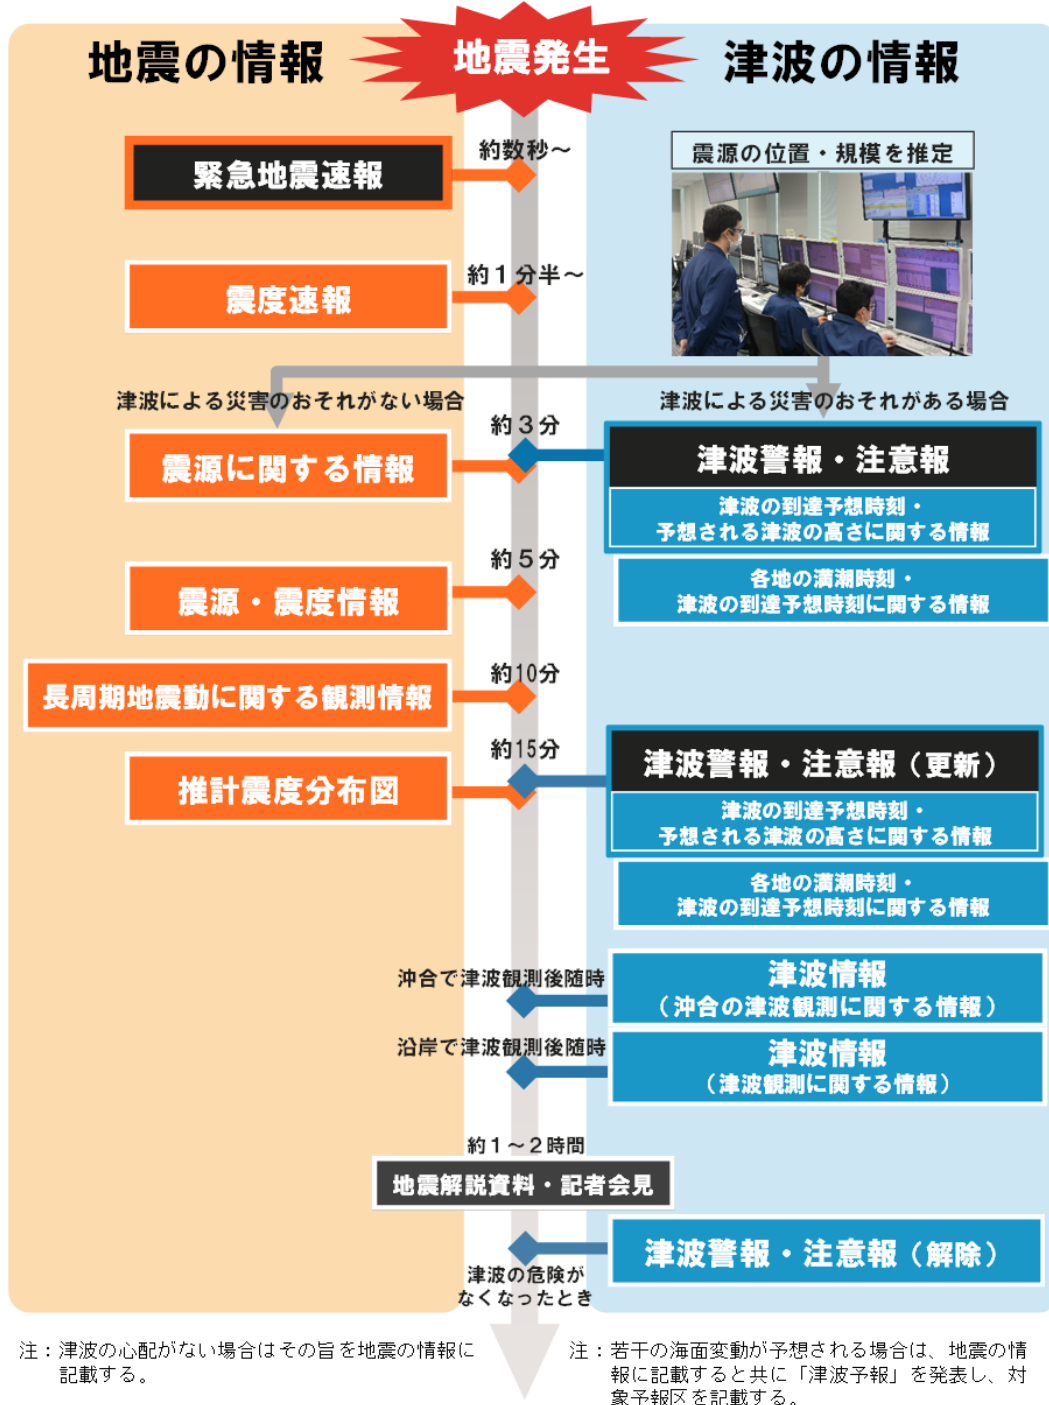 地震の情報
地震発生
津波の情報
緊急地震速報
約数秒～
震源の位置・規模を推定
震度速報
約１分半～
津波による災害のおそれがない場合
津波による災害のおそれがある場合
約３分
震源に関する情報
津波警報・注意報
津波の到達予想時刻・
予想される津波の高さに関する情報
各地の満潮時刻・
津波の到達予想時刻に関する情報
約５分
震源・震度情報
約10分
長周期地震動に関する観測情報
約15分
推計震度分布図
津波警報・注意報（更新）
津波の到達予想時刻・
予想される津波の高さに関する情報
各地の満潮時刻・
津波の到達予想時刻に関する情報
沖合で津波観測後随時
津波情報
（沖合の津波観測に関する情報）
沿岸で津波観測後随時
津波情報
（津波観測に関する情報）
約１～２時間
地震解説資料・記者会見
津波警報・注意報（解除）
津波の危険が
なくなったとき
注：津波の心配がない場合はその旨を地震の情報に
記載する。
注：若干の海面変動が予想される場合は、地震の情
報に記載すると共に「津波予報」を発表し、対
象予報区を記載する。